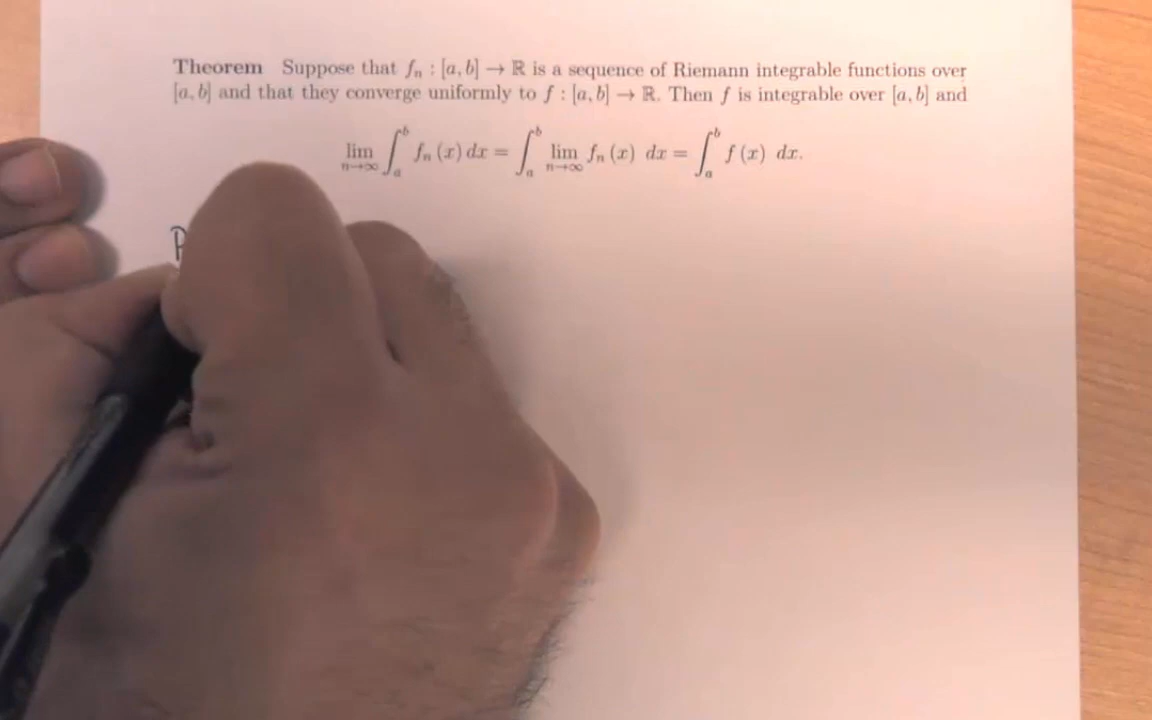 Theorem Suppose that fₙ : [a, b] → ℝ is a sequence of Riemann integrable functions over
[a, b] and that they converge uniformly to f : [a, b] → ℝ. Then f is integrable over [a, b] and
lim_{n→∞} ∫_a^b fₙ (x) dx = ∫_a^b lim_{n→∞} fₙ (x) dx = ∫_a^b f (x) dx.
P